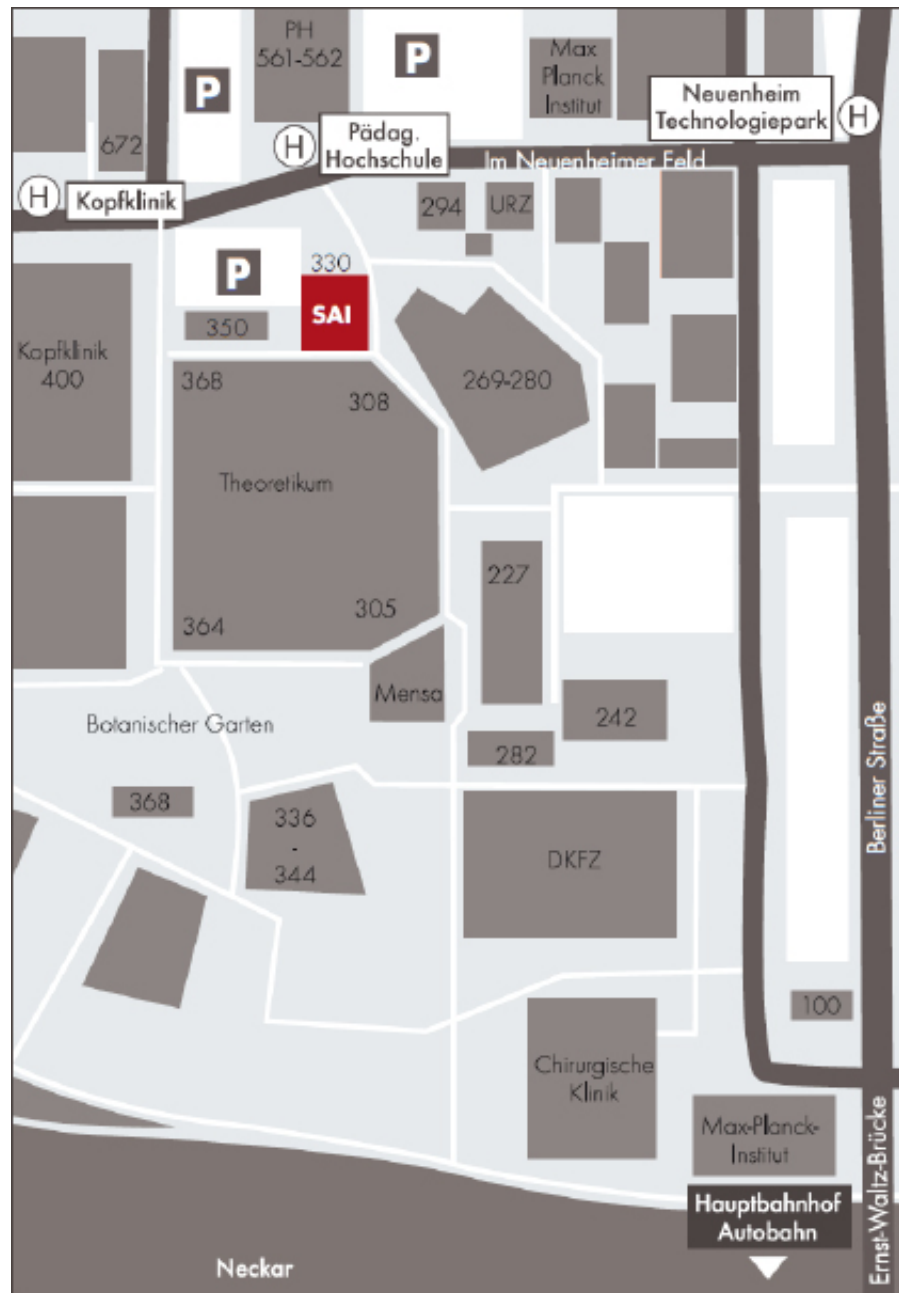 PH
561-562
P
P
Max
Planck
Institut
Neuenheim
Technologiepark
H
672
H
Pädag.
Hochschule
Im Neuenheimer Feld
H
Kopfklinik
294
URZ
330
P
SAI
350
Kopfklinik
400
368
308
269-280
Theoretikum
227
305
364
Mensa
242
Botanischer Garten
282
368
336
-
344
DKFZ
Berliner Straße
100
Chirurgische
Klinik
Max-Planck-
Institut
Hauptbahnhof
Autobahn
Ernst-Waltz-Brücke
Neckar